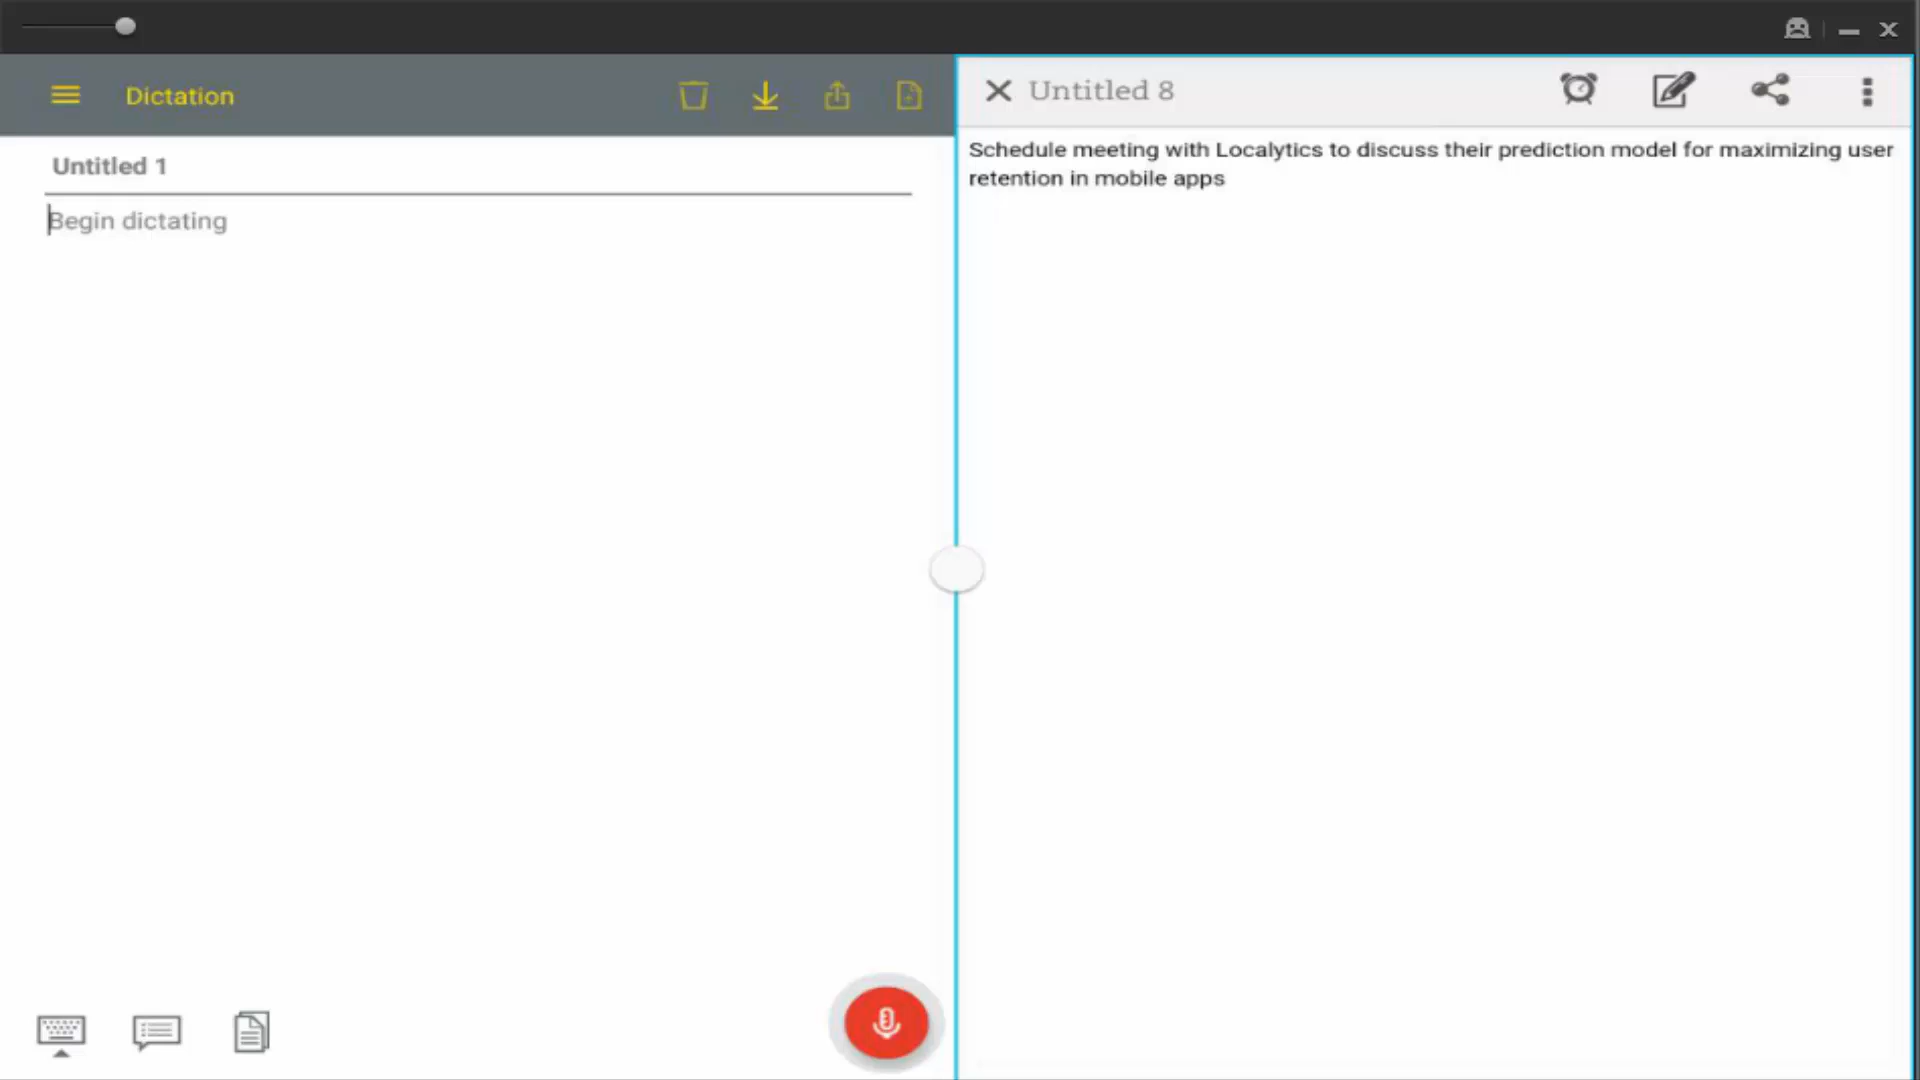 Dictation
Untitled 1
Begin dictating
Untitled 8
Schedule meeting with Localytics to discuss their prediction model for maximizing user
retention in mobile apps